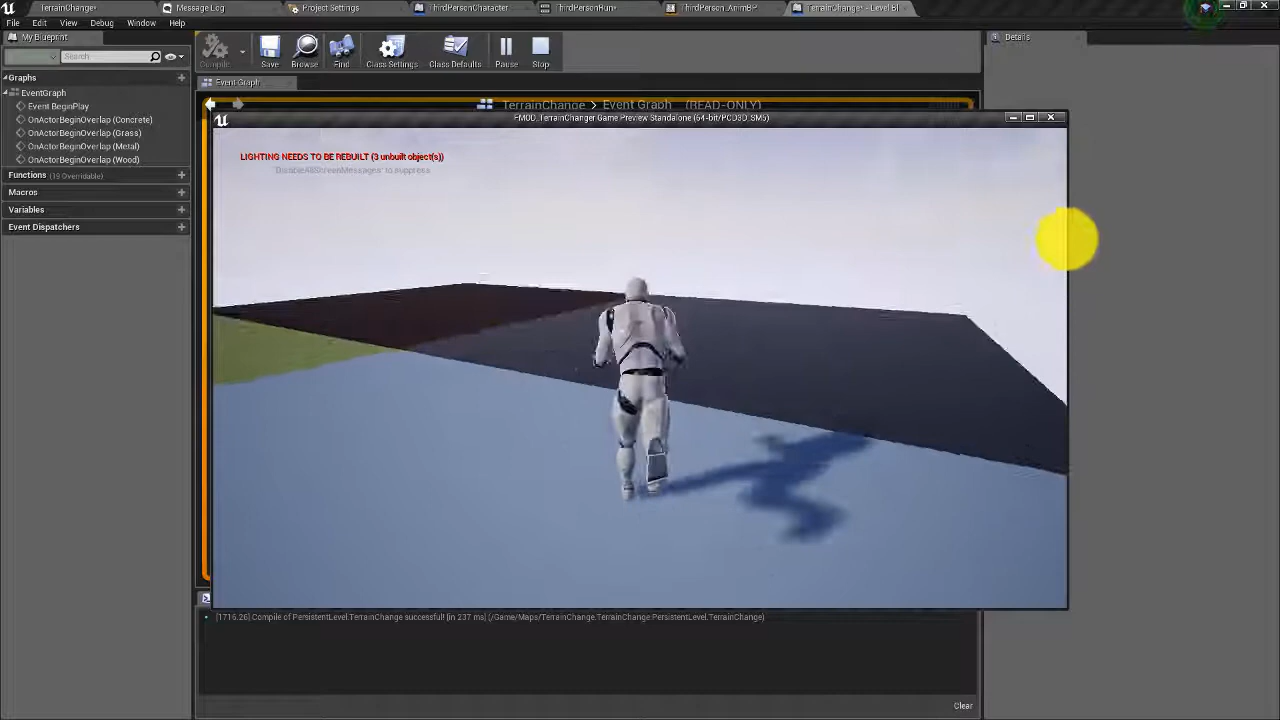 TerrainChange*
Message Log
Project Settings
ThirdPersonCharacter
ThirdPersonRun*
ThirdPerson_AnimBP
TerrainChange* - Level Bl
File Edit View Debug Window Help
My Blueprint
Search
Graphs
EventGraph
Event BeginPlay
OnActorBeginOverlap (Concrete)
OnActorBeginOverlap (Grass)
OnActorBeginOverlap (Metal)
OnActorBeginOverlap (Wood)
Functions (19 Overridable)
Macros
Variables
Event Dispatchers
Compile
Save
Browse
Find
Class Settings
Class Defaults
Pause
Stop
Event Graph
TerrainChange > Event Graph (READ-ONLY)
FMOD_TerrainChanger Game Preview Standalone (64-bit/PCD3D_SM5)
LIGHTING NEEDS TO BE REBUILT (3 unbuilt object(s))
'DisableAllScreenMessages' to suppress
Details
[1716.26] Compile of PersistentLevel.TerrainChange successful! [in 237 ms] (/Game/Maps/TerrainChange.TerrainChange:PersistentLevel.TerrainChange)
Clear